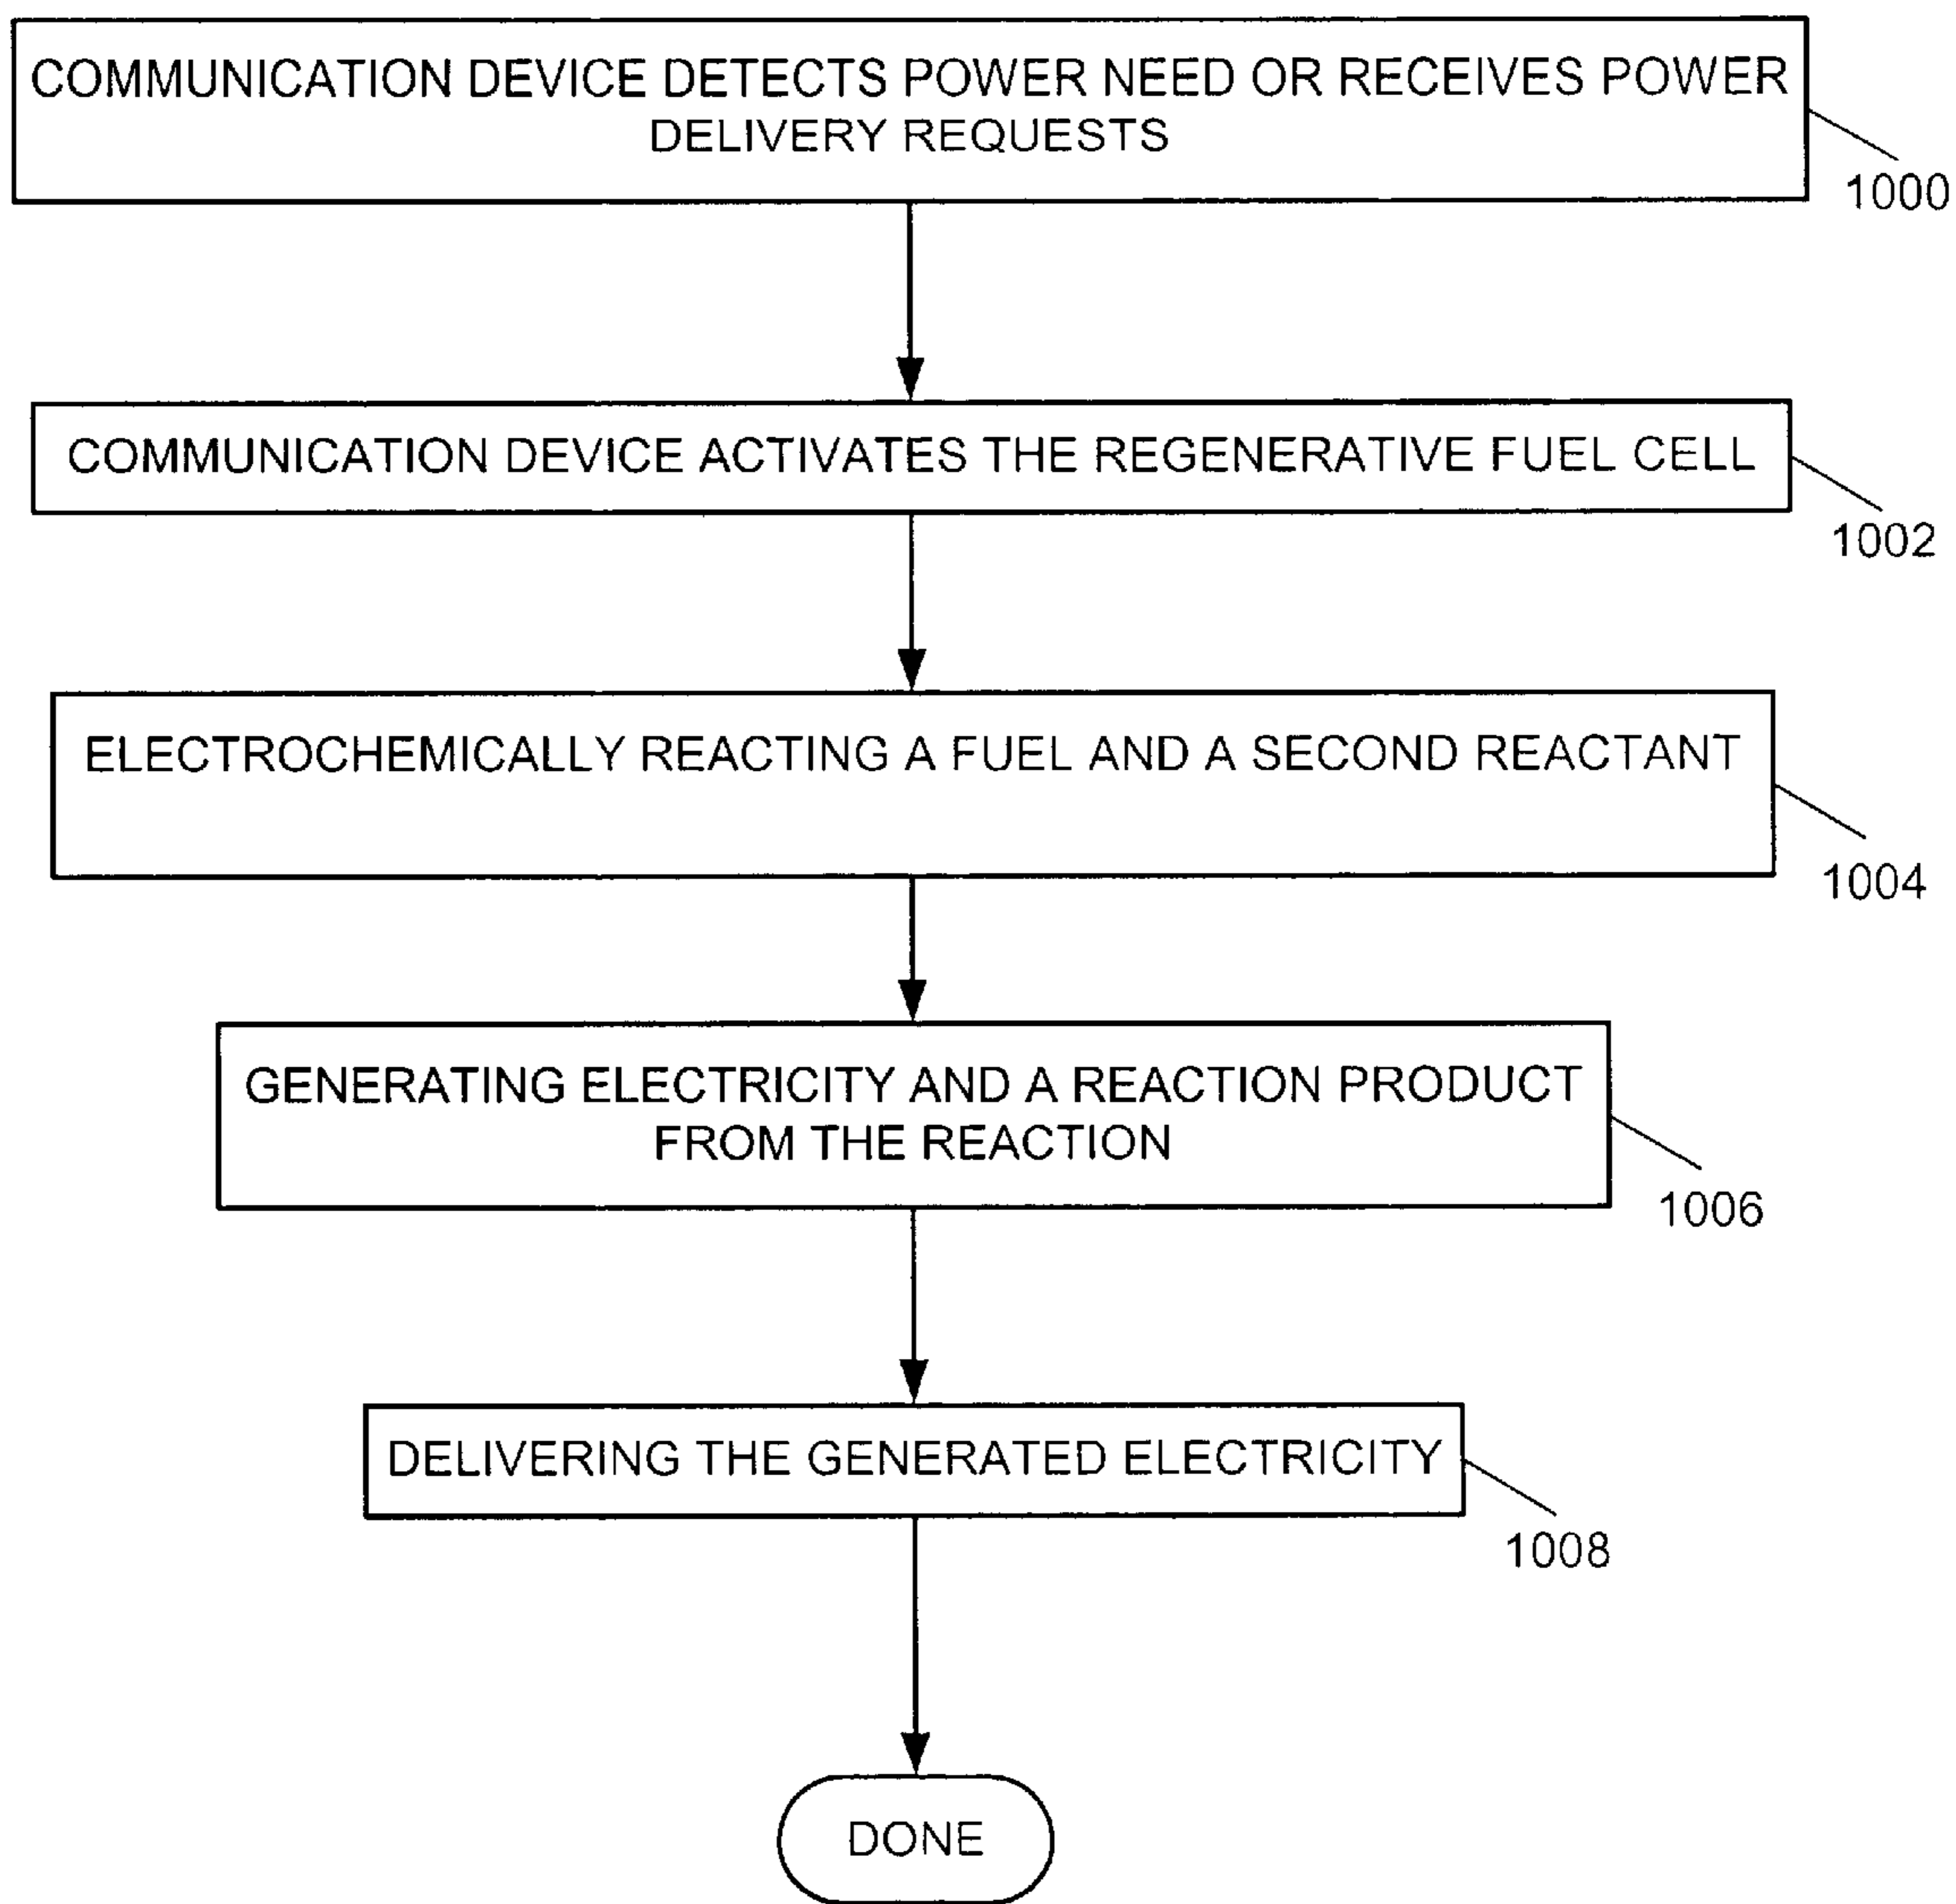 COMMUNICATION DEVICE DETECTS POWER NEED OR RECEIVES POWER
DELIVERY REQUESTS
1000
COMMUNICATION DEVICE ACTIVATES THE REGENERATIVE FUEL CELL
1002
ELECTROCHEMICALLY REACTING A FUEL AND A SECOND REACTANT
1004
GENERATING ELECTRICITY AND A REACTION PRODUCT
FROM THE REACTION
1006
DELIVERING THE GENERATED ELECTRICITY
1008
DONE